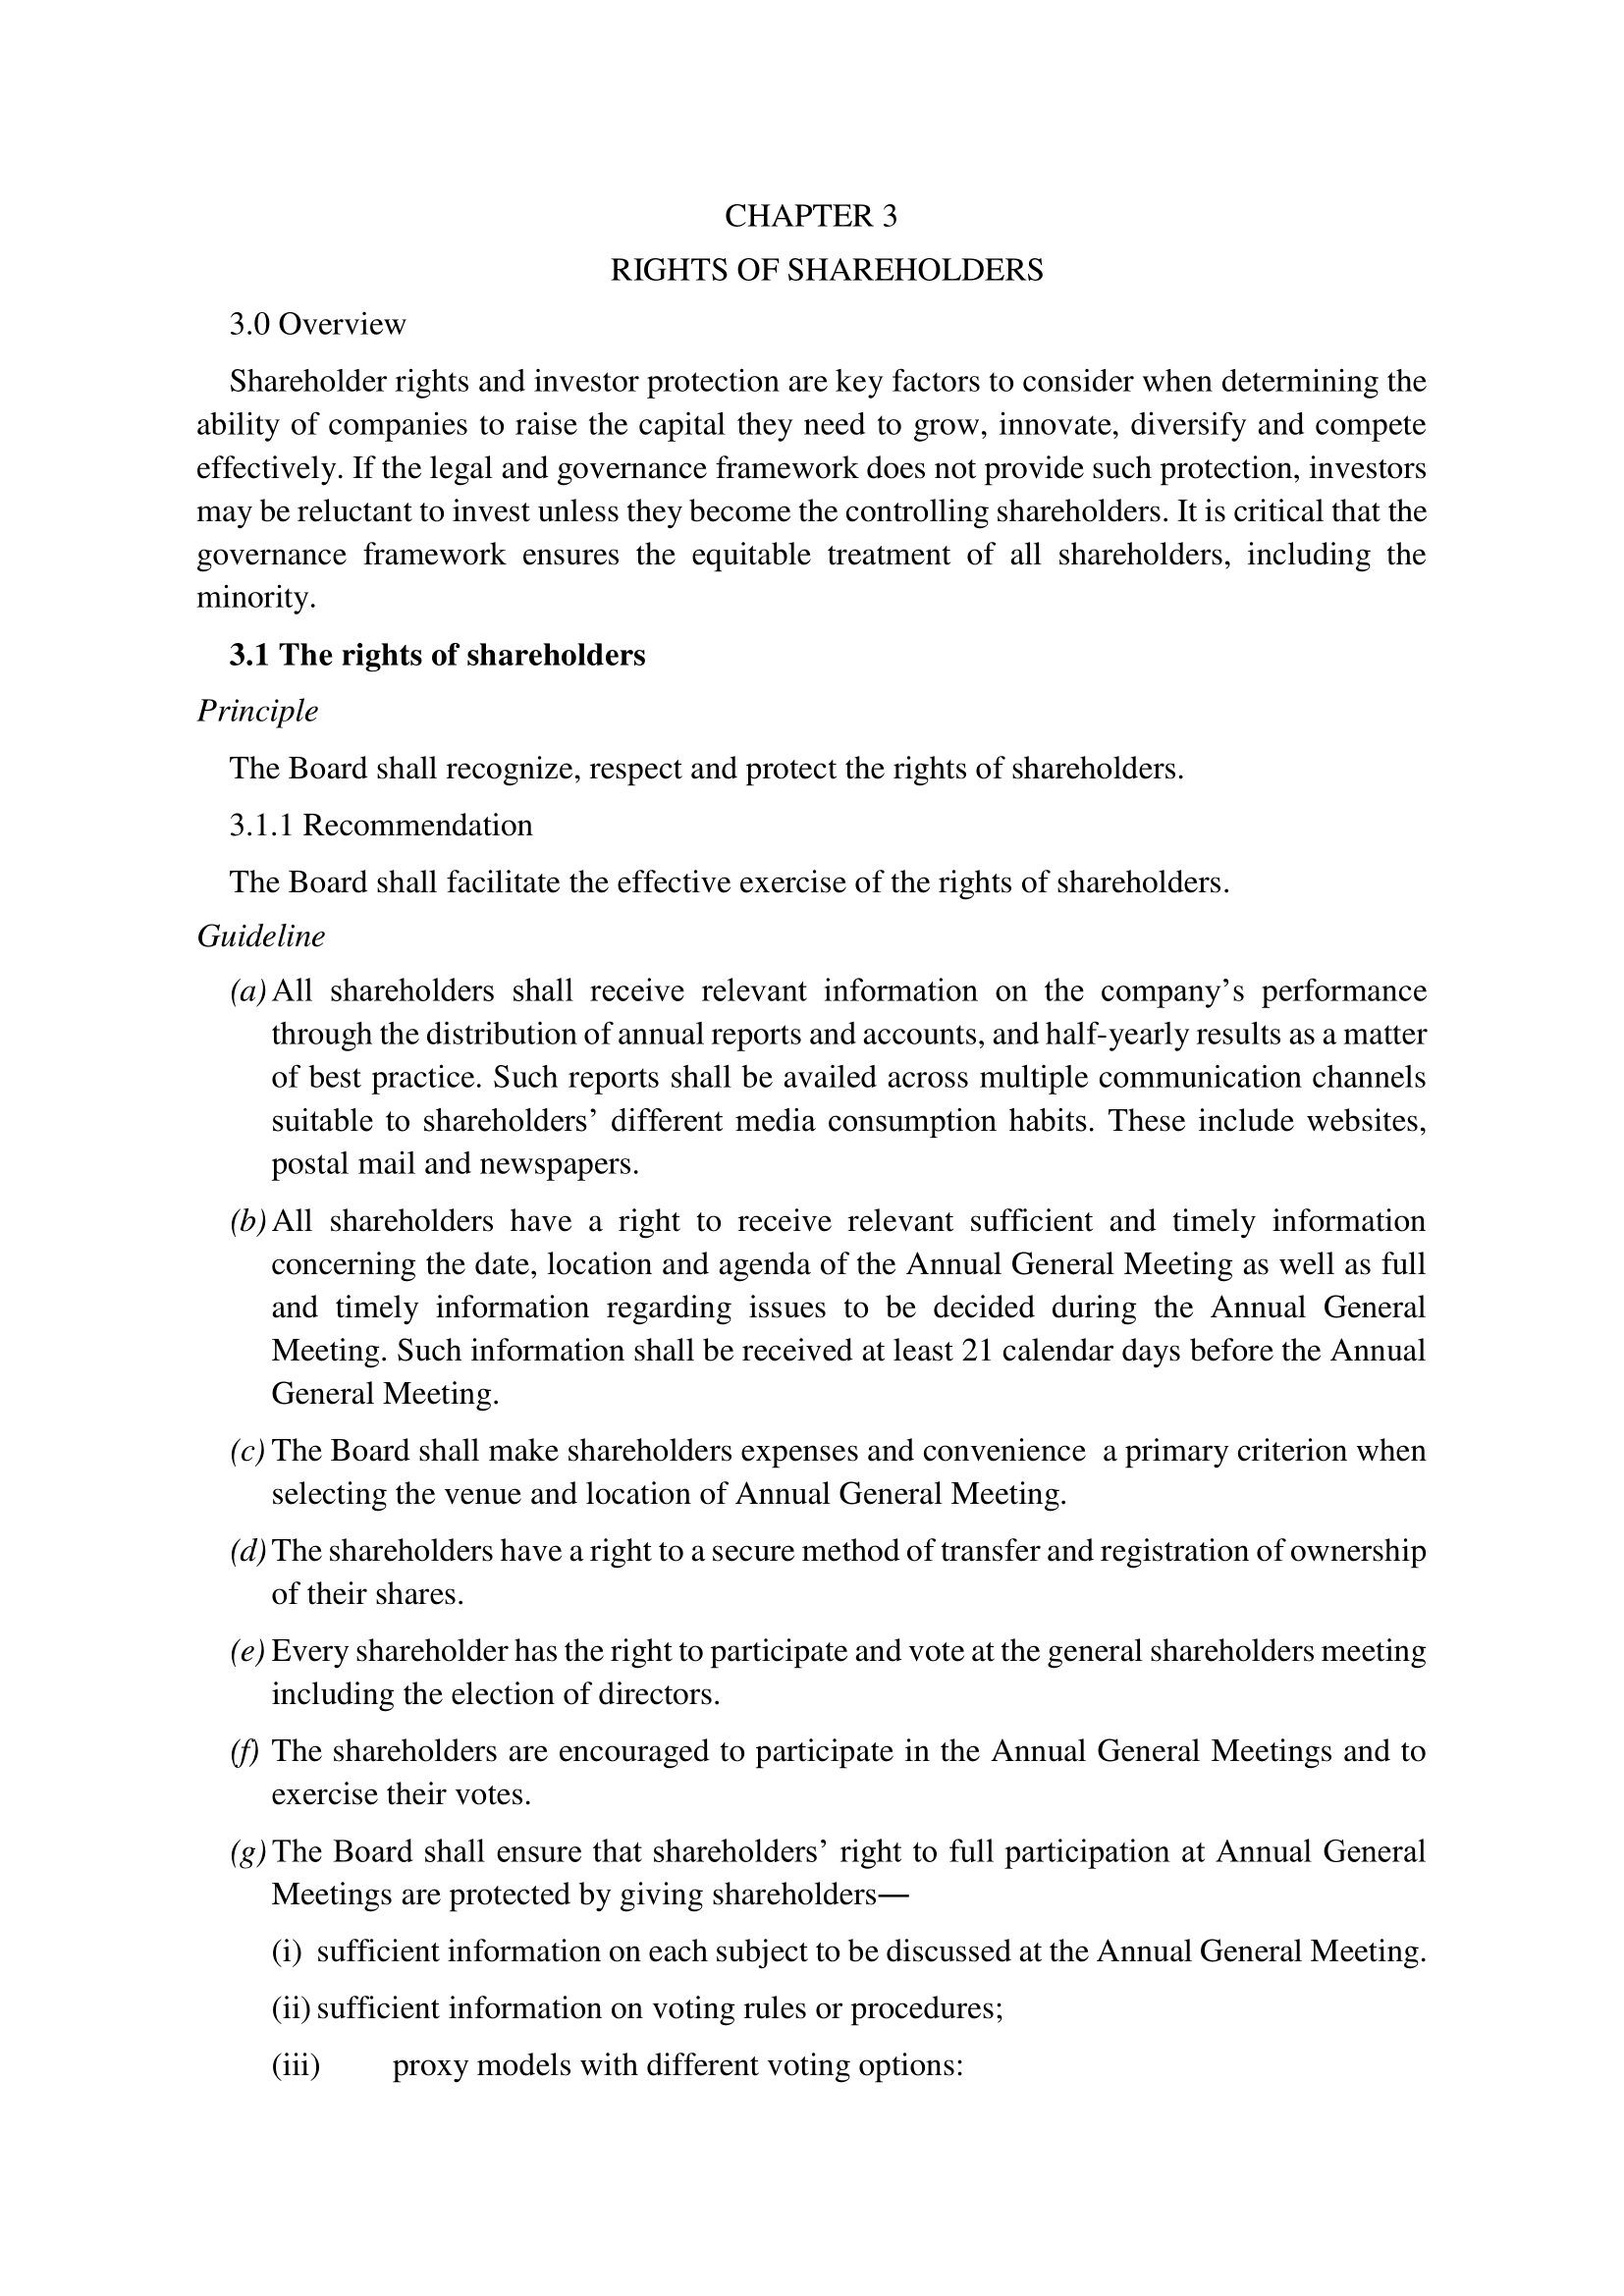 CHAPTER 3
RIGHTS OF SHAREHOLDERS
3.0 Overview
Shareholder rights and investor protection are key factors to consider when determining the
ability of companies to raise the capital they need to grow, innovate, diversify and compete
effectively. If the legal and governance framework does not provide such protection, investors
may be reluctant to invest unless they become the controlling shareholders. It is critical that the
governance framework ensures the equitable treatment of all shareholders, including the
minority.
3.1 The rights of shareholders
Principle
The Board shall recognize, respect and protect the rights of shareholders.
3.1.1 Recommendation
The Board shall facilitate the effective exercise of the rights of shareholders.
Guideline
(a) All shareholders shall receive relevant information on the company’s performance
through the distribution of annual reports and accounts, and half-yearly results as a matter
of best practice. Such reports shall be availed across multiple communication channels
suitable to shareholders’ different media consumption habits. These include websites,
postal mail and newspapers.
(b) All shareholders have a right to receive relevant sufficient and timely information
concerning the date, location and agenda of the Annual General Meeting as well as full
and timely information regarding issues to be decided during the Annual General
Meeting. Such information shall be received at least 21 calendar days before the Annual
General Meeting.
(c) The Board shall make shareholders expenses and convenience a primary criterion when
selecting the venue and location of Annual General Meeting.
(d) The shareholders have a right to a secure method of transfer and registration of ownership
of their shares.
(e) Every shareholder has the right to participate and vote at the general shareholders meeting
including the election of directors.
(f) The shareholders are encouraged to participate in the Annual General Meetings and to
exercise their votes.
(g) The Board shall ensure that shareholders’ right to full participation at Annual General
Meetings are protected by giving shareholders—
(i) sufficient information on each subject to be discussed at the Annual General Meeting.
(ii) sufficient information on voting rules or procedures;
(iii) proxy models with different voting options: